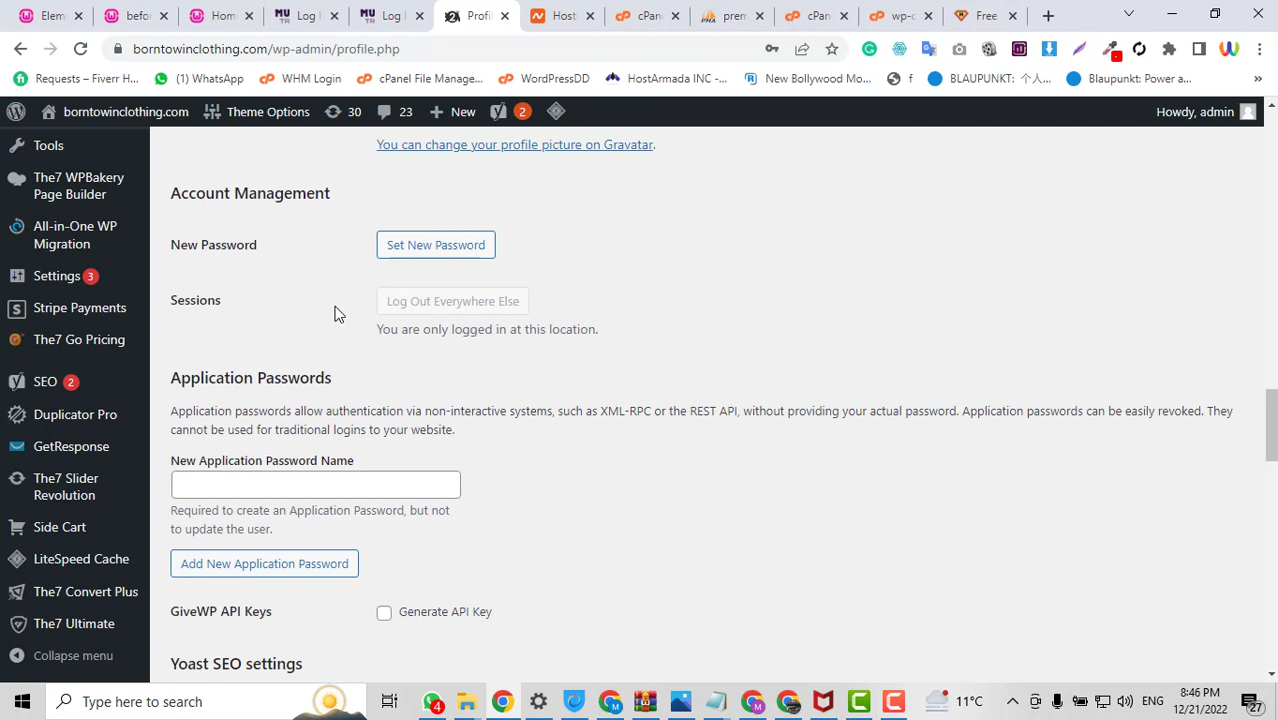 Elem
befor
Hom
Log I
Log I
Profi
Hosti
cPane
prem
cPane
wp-c
Free
borntowinclothing.com/wp-admin/profile.php
Requests – Fiverr H...
(1) WhatsApp
WHM Login
cPanel File Manage...
WordPressDD
HostArmada INC -...
New Bollywood Mo...
f
BLAUPUNKT: 个人...
Blaupunkt: Power a...
»
borntowinclothing.com
Theme Options
30
23
New
2
Howdy, admin
Tools
The7 WPBakery
Page Builder
All-in-One WP
Migration
Settings 3
Stripe Payments
The7 Go Pricing
SEO 2
Duplicator Pro
GetResponse
The7 Slider
Revolution
Side Cart
LiteSpeed Cache
The7 Convert Plus
The7 Ultimate
Collapse menu
You can change your profile picture on Gravatar.
Account Management
New Password
Set New Password
Sessions
Log Out Everywhere Else
You are only logged in at this location.
Application Passwords
Application passwords allow authentication via non-interactive systems, such as XML-RPC or the REST API, without providing your actual password. Application passwords can be easily revoked. They
cannot be used for traditional logins to your website.
New Application Password Name
Required to create an Application Password, but not
to update the user.
Add New Application Password
GiveWP API Keys
Generate API Key
Yoast SEO settings
Type here to search
4
11°C
ENG
8:46 PM
12/21/2022
27